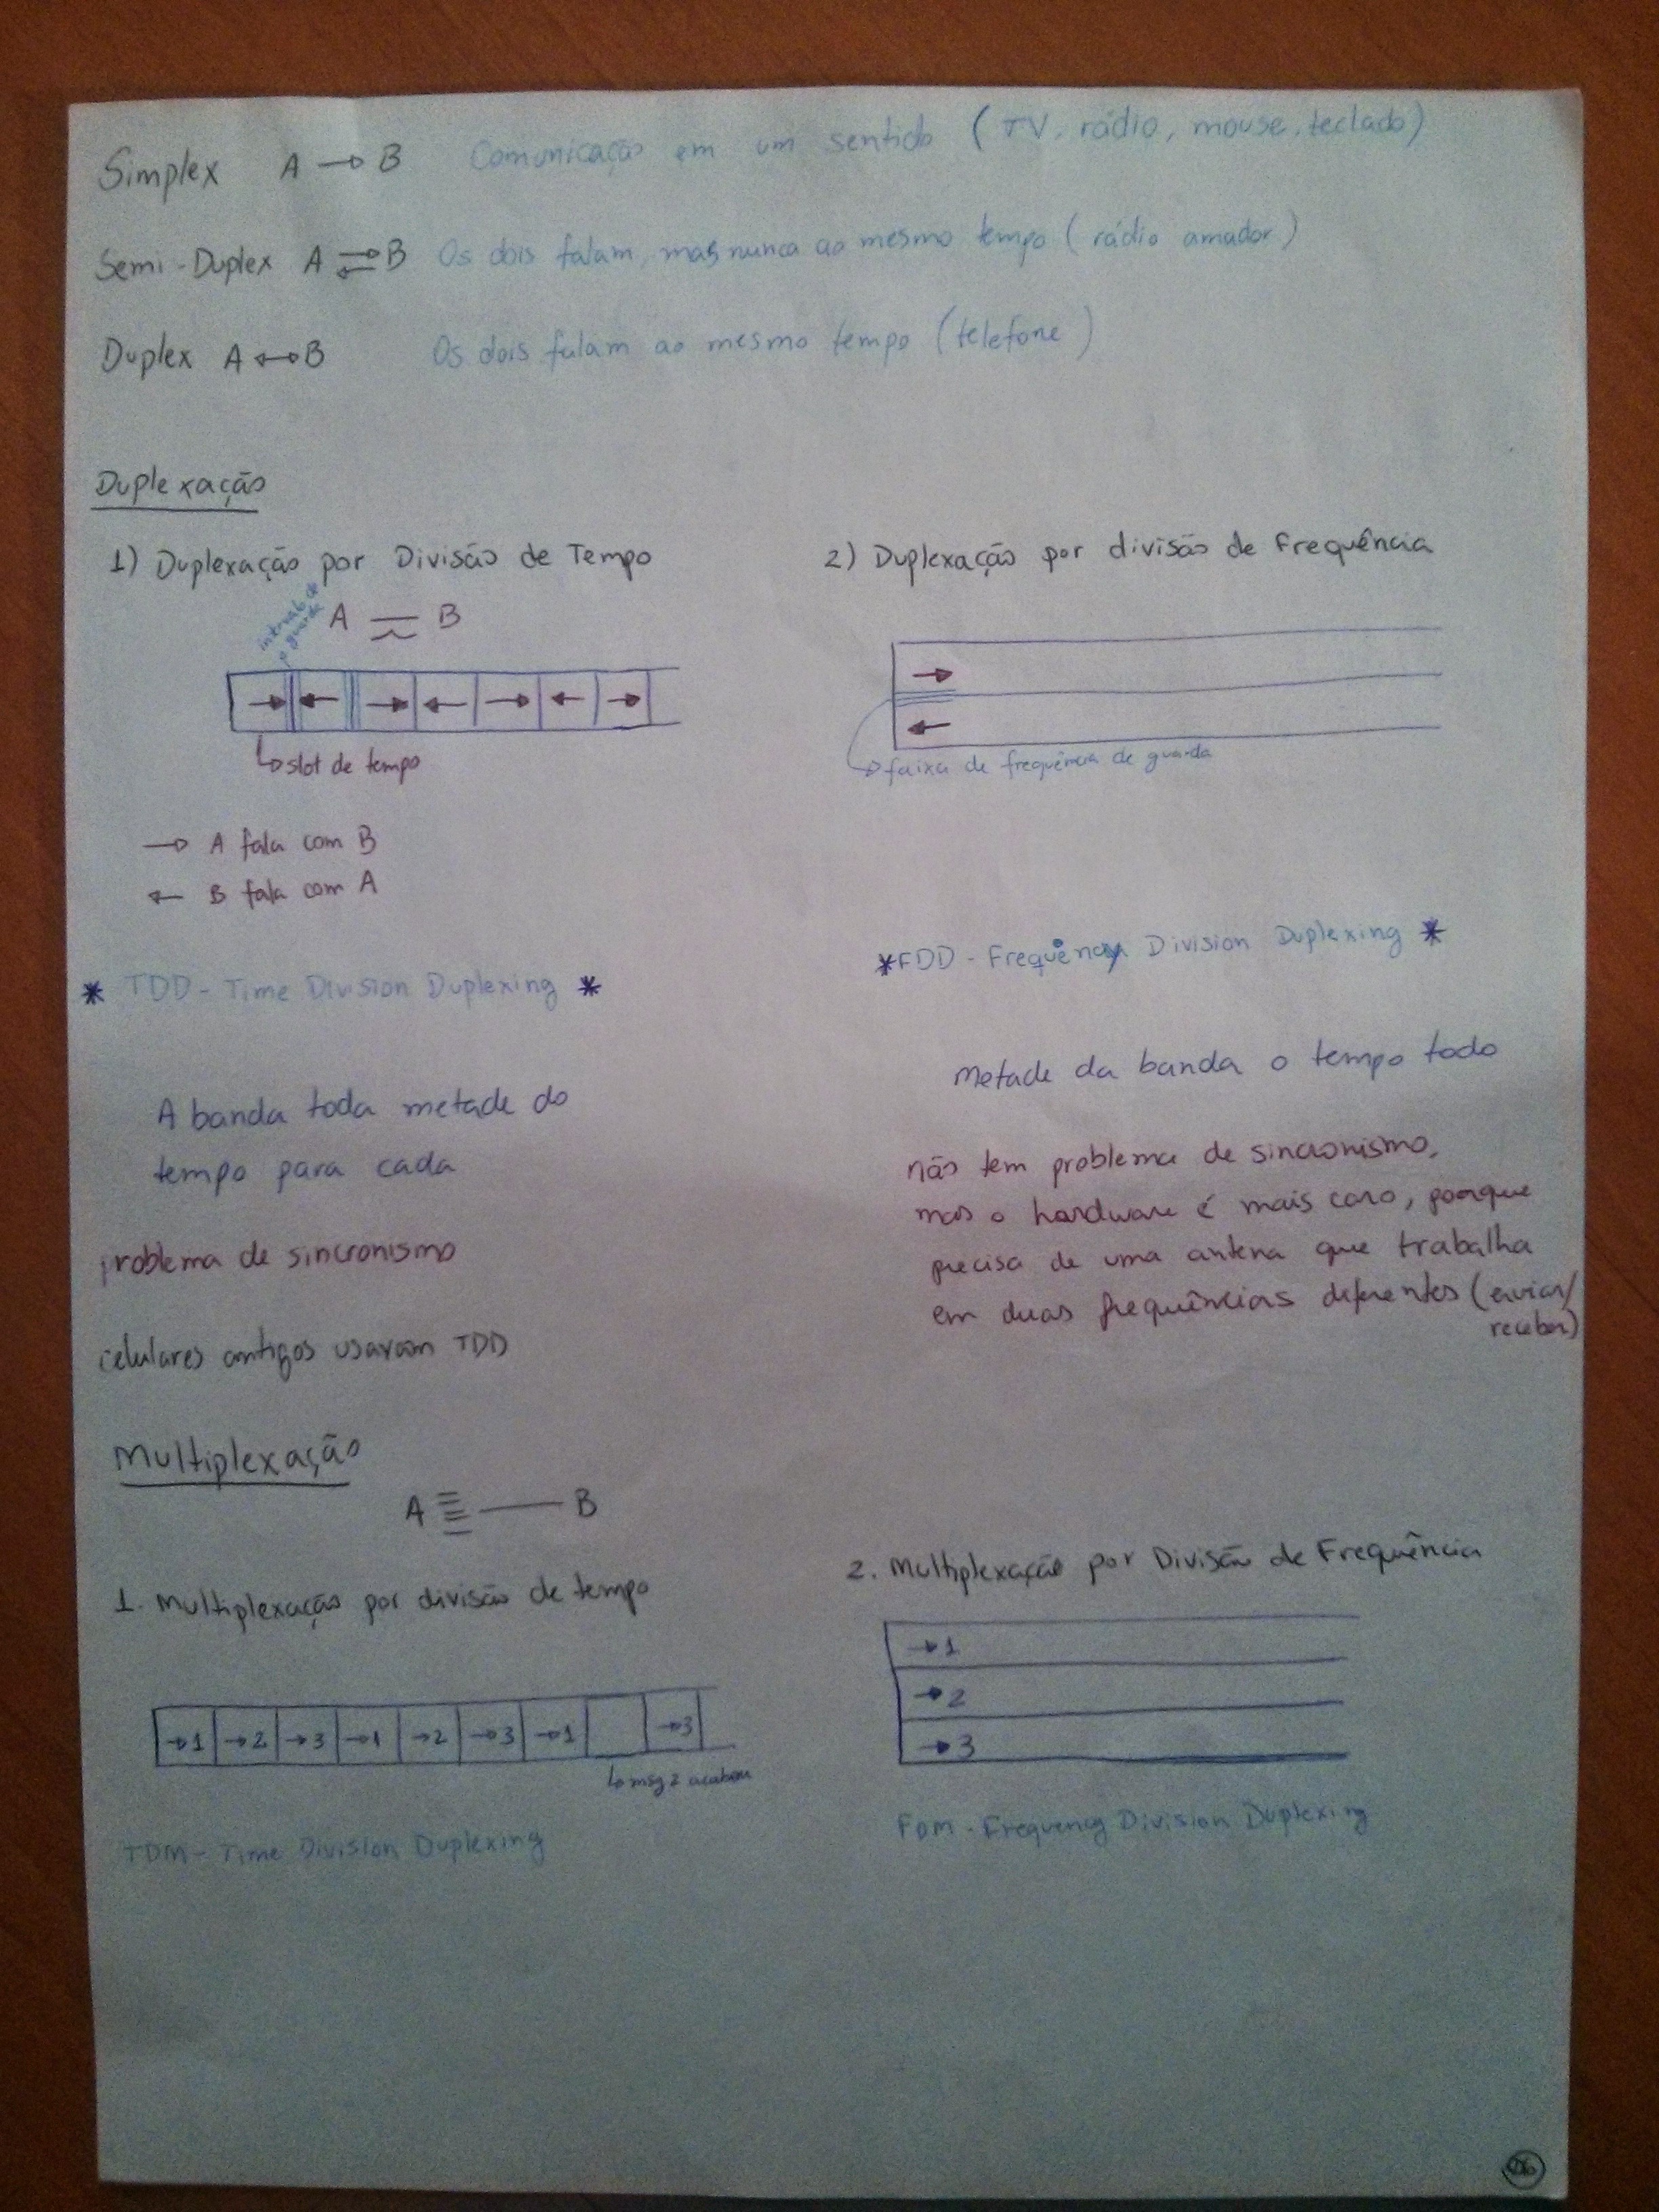 Simplex A → B Comunicação em um sentido (TV, rádio, mouse, teclado)
Semi-Duplex A ⇄ B Os dois falam, mas nunca ao mesmo tempo (rádio amador)
Duplex A ↔ B Os dois falam ao mesmo tempo (telefone)
Duplexação
1) Duplexação por Divisão de Tempo
intervalo de
guarda
A B
→ ← → ← → ← →
↳ slot de tempo
→ A fala com B
← B fala com A
* TDD - Time Division Duplexing *
A banda toda metade do
tempo para cada
problema de sincronismo
celulares antigos usavam TDD
2) Duplexação por divisão de Frequência
→
←
↳ faixa de frequência de guarda
* FDD - Frequency Division Duplexing *
Metade da banda o tempo todo
não tem problema de sincronismo,
mas o hardware é mais caro, porque
precisa de uma antena que trabalha
em duas frequências diferentes (enviar/
receber)
Multiplexação
A B
1. Multiplexação por divisão de tempo
→1 →2 →3 →1 →2 →3 →1 →3
↳ msg 2 acabou
TDM - Time Division Duplexing
2. Multiplexação por Divisão de Frequência
→1
→2
→3
FDM - Frequency Division Duplexing